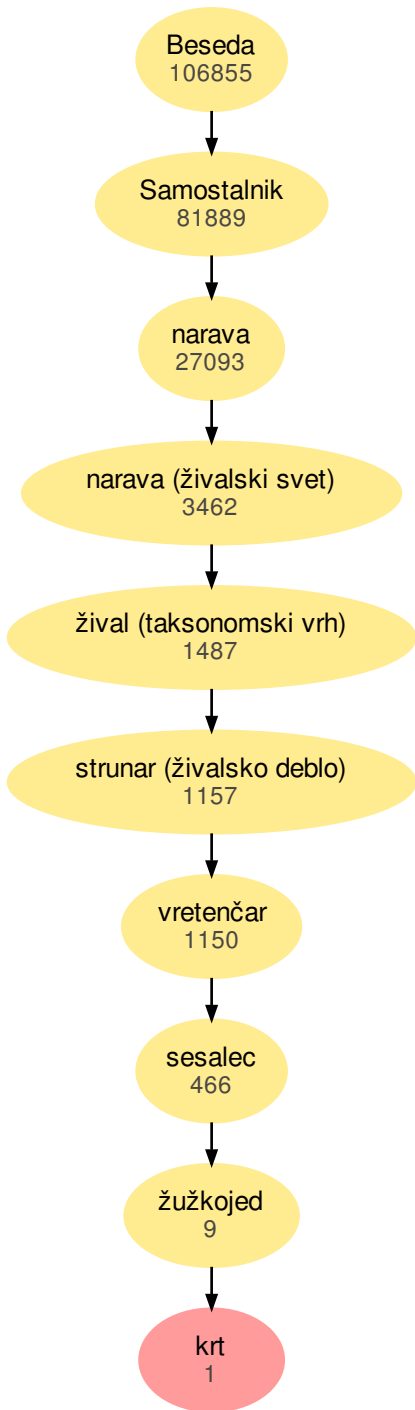 Beseda
106855
Samostalnik
81889
narava
27093
narava (živalski svet)
3462
žival (taksonomski vrh)
1487
strunar (živalsko deblo)
1157
vretenčar
1150
sesalec
466
žužkojed
9
krt
1